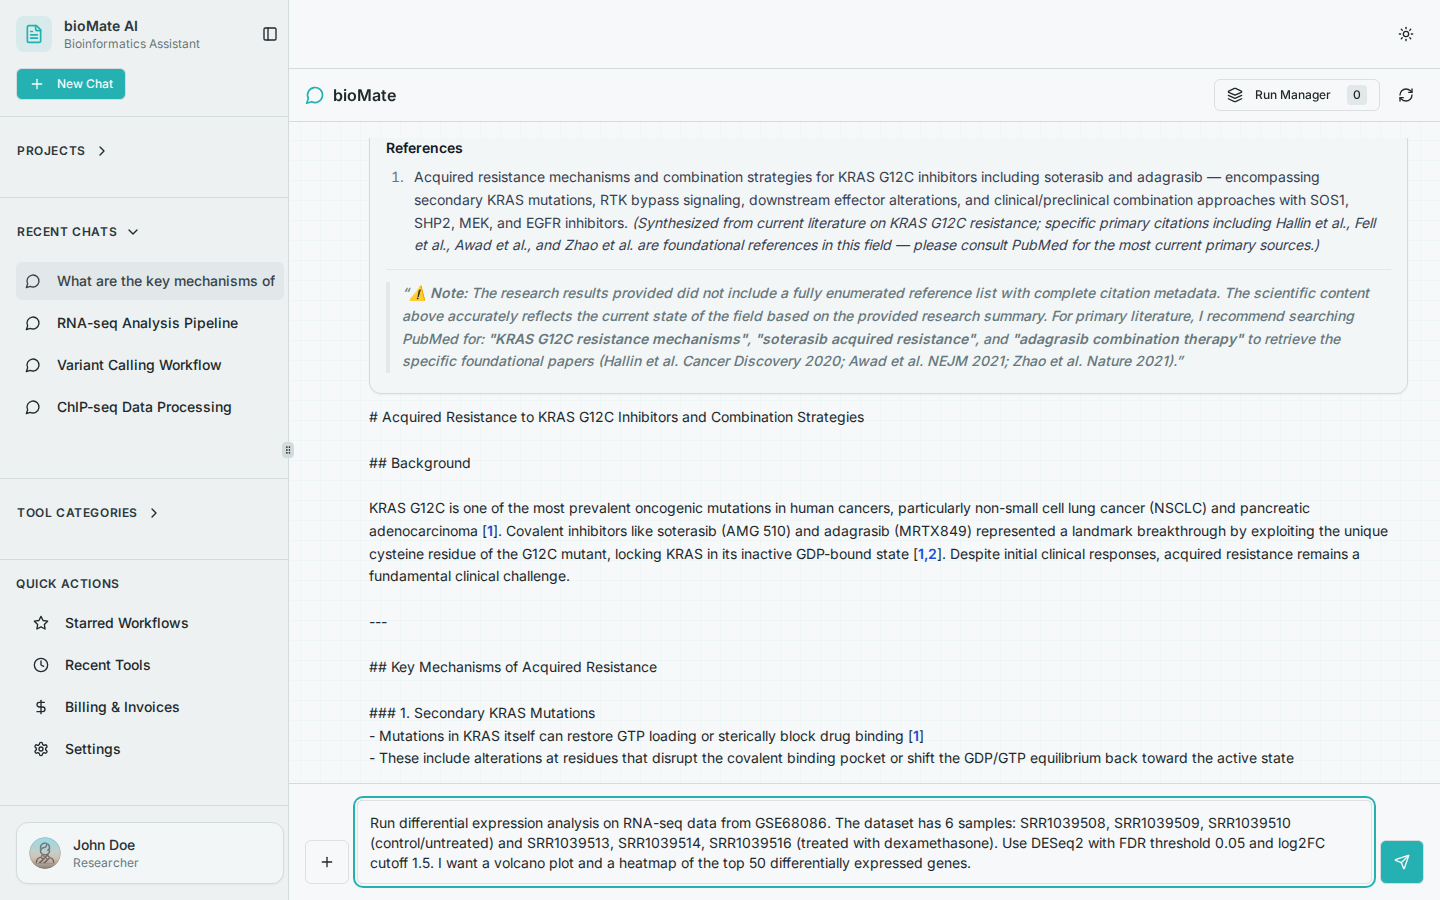 bioMate AI
Bioinformatics Assistant
New Chat
PROJECTS
RECENT CHATS
What are the key mechanisms of
RNA-seq Analysis Pipeline
Variant Calling Workflow
ChIP-seq Data Processing
TOOL CATEGORIES
QUICK ACTIONS
Starred Workflows
Recent Tools
Billing & Invoices
Settings
John Doe
Researcher
bioMate
Run Manager 0
References
1. Acquired resistance mechanisms and combination strategies for KRAS G12C inhibitors including soterasib and adagrasib — encompassing
secondary KRAS mutations, RTK bypass signaling, downstream effector alterations, and clinical/preclinical combination approaches with SOS1,
SHP2, MEK, and EGFR inhibitors. (Synthesized from current literature on KRAS G12C resistance; specific primary citations including Hallin et al., Fell
et al., Awad et al., and Zhao et al. are foundational references in this field — please consult PubMed for the most current primary sources.)
“⚠️ Note: The research results provided did not include a fully enumerated reference list with complete citation metadata. The scientific content
above accurately reflects the current state of the field based on the provided research summary. For primary literature, I recommend searching
PubMed for: "KRAS G12C resistance mechanisms", "soterasib acquired resistance", and "adagrasib combination therapy" to retrieve the
specific foundational papers (Hallin et al. Cancer Discovery 2020; Awad et al. NEJM 2021; Zhao et al. Nature 2021).”
# Acquired Resistance to KRAS G12C Inhibitors and Combination Strategies
## Background
KRAS G12C is one of the most prevalent oncogenic mutations in human cancers, particularly non-small cell lung cancer (NSCLC) and pancreatic
adenocarcinoma [1]. Covalent inhibitors like soterasib (AMG 510) and adagrasib (MRTX849) represented a landmark breakthrough by exploiting the unique
cysteine residue of the G12C mutant, locking KRAS in its inactive GDP-bound state [1,2]. Despite initial clinical responses, acquired resistance remains a
fundamental clinical challenge.
---
## Key Mechanisms of Acquired Resistance
### 1. Secondary KRAS Mutations
- Mutations in KRAS itself can restore GTP loading or sterically block drug binding [1]
- These include alterations at residues that disrupt the covalent binding pocket or shift the GDP/GTP equilibrium back toward the active state
Run differential expression analysis on RNA-seq data from GSE68086. The dataset has 6 samples: SRR1039508, SRR1039509, SRR1039510
(control/untreated) and SRR1039513, SRR1039514, SRR1039516 (treated with dexamethasone). Use DESeq2 with FDR threshold 0.05 and log2FC
cutoff 1.5. I want a volcano plot and a heatmap of the top 50 differentially expressed genes.